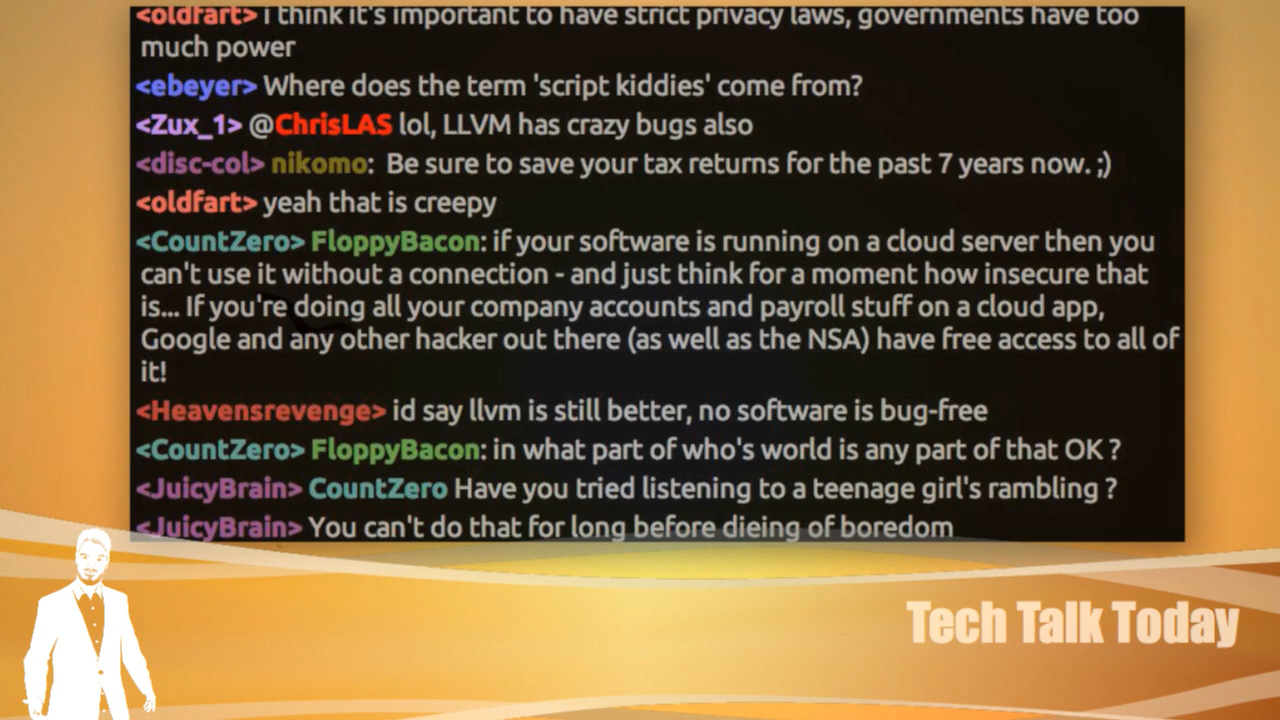 <oldfart> i think it's important to have strict privacy laws, governments have too
much power
<ebeyer> Where does the term 'script kiddies' come from?
<Zux_1> @ChrisLAS lol, LLVM has crazy bugs also
<disc-col> nikomo: Be sure to save your tax returns for the past 7 years now. ;)
<oldfart> yeah that is creepy
<CountZero> FloppyBacon: if your software is running on a cloud server then you
can't use it without a connection - and just think for a moment how insecure that
is... If you're doing all your company accounts and payroll stuff on a cloud app,
Google and any other hacker out there (as well as the NSA) have free access to all of
it!
<Heavensrevenge> id say llvm is still better, no software is bug-free
<CountZero> FloppyBacon: in what part of who's world is any part of that OK ?
<JuicyBrain> CountZero Have you tried listening to a teenage girl's rambling ?
<JuicyBrain> You can't do that for long before dieing of boredom
Tech Talk Today